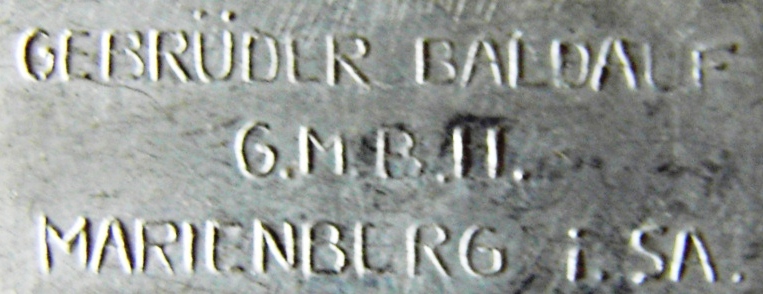 GEBRÜDER BALDAUF
G.M.B.H.
MARIENBERG i.SA.